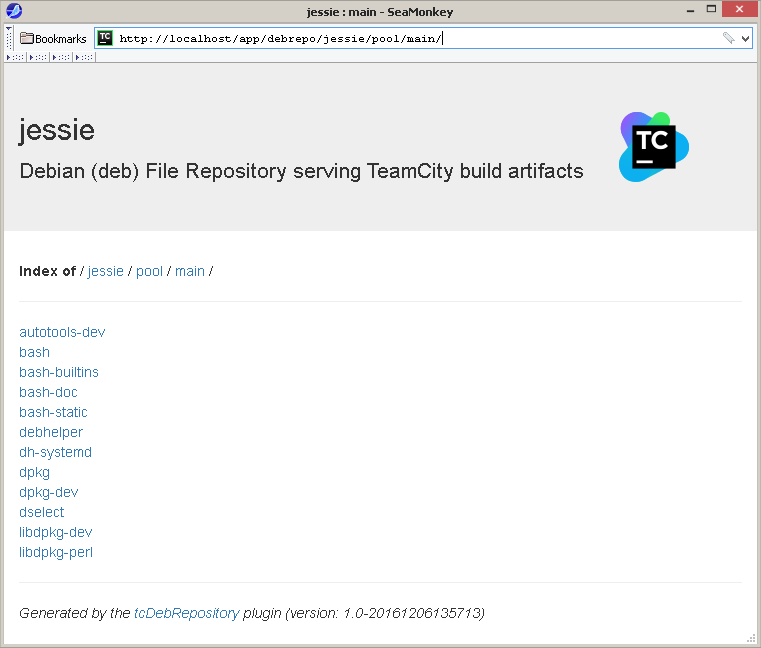 jessie : main - SeaMonkey
Bookmarks
TC
http://localhost/app/debrepo/jessie/pool/main/
jessie
Debian (deb) File Repository serving TeamCity build artifacts
TC
Index of / jessie / pool / main /
autotools-dev
bash
bash-builtins
bash-doc
bash-static
debhelper
dh-systemd
dpkg
dpkg-dev
dselect
libdpkg-dev
libdpkg-perl
Generated by the tcDebRepository plugin (version: 1.0-20161206135713)